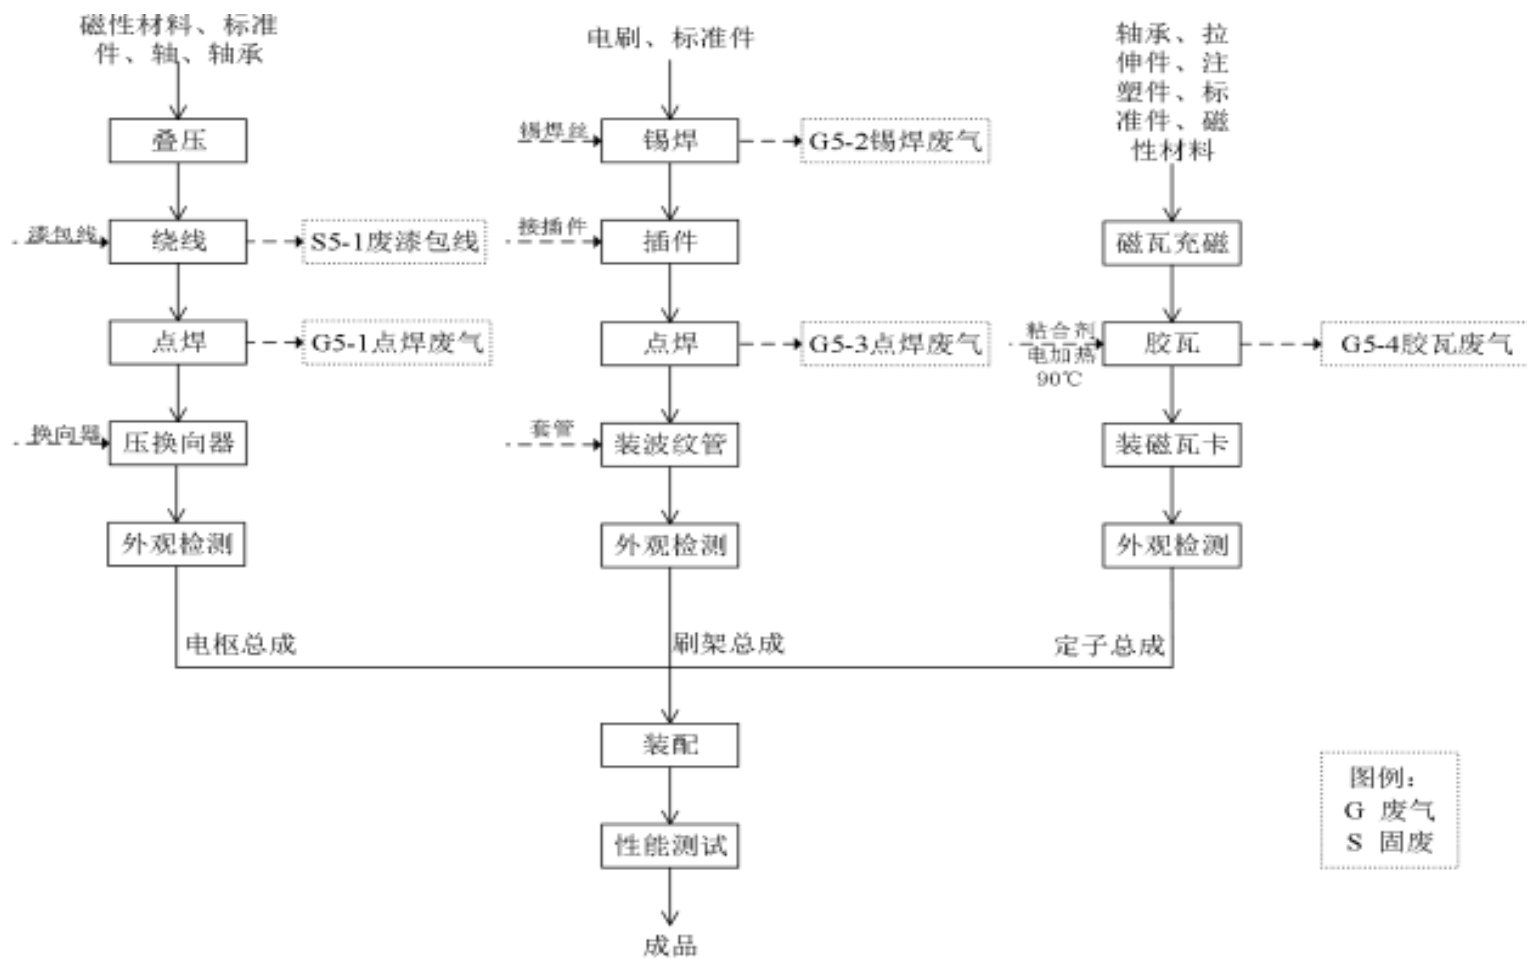 磁性材料、标准
件、轴、轴承
叠压
漆包线
绕线
S5-1废漆包线
点焊
G5-1点焊废气
换向器
压换向器
外观检测
电枢总成
电刷、标准件
锡焊丝
锡焊
G5-2锡焊废气
接插件
插件
点焊
G5-3点焊废气
套管
装波纹管
外观检测
刷架总成
轴承、拉
伸件、注
塑件、标
准件、磁
性材料
磁瓦充磁
粘合剂
电加热
90℃
胶瓦
G5-4胶瓦废气
装磁瓦卡
外观检测
定子总成
装配
性能测试
成品
图例：
G 废气
S 固废